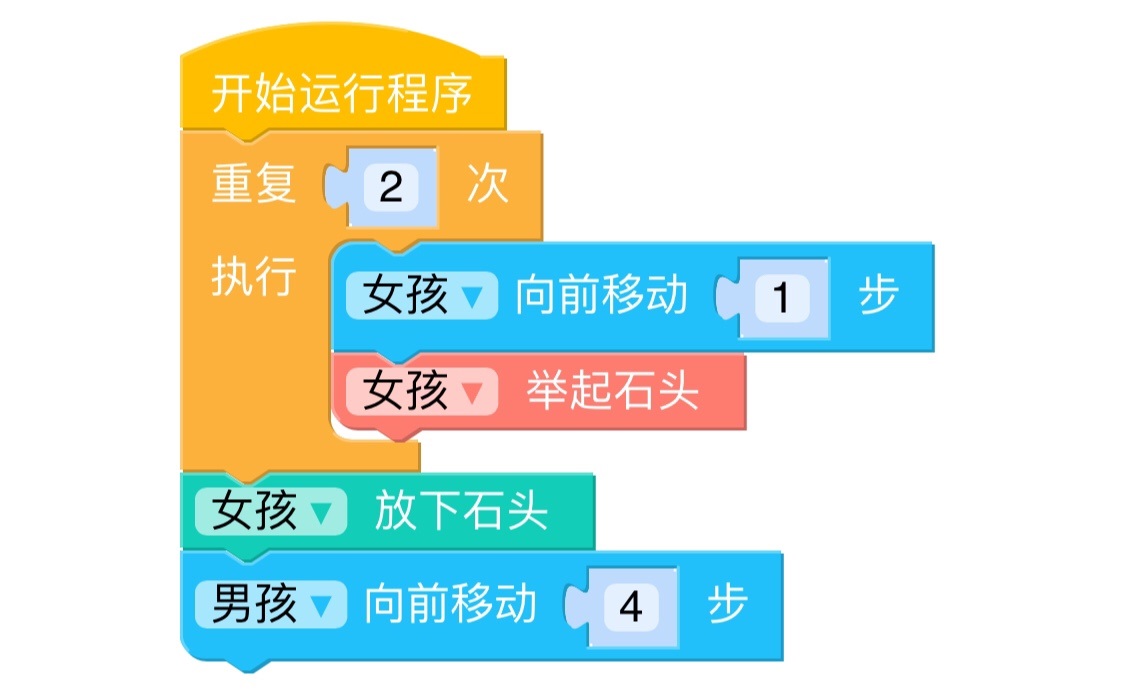 开始运行程序
重复 2 次
执行 女孩▼ 向前移动 1 步
女孩▼ 举起石头
女孩▼ 放下石头
男孩▼ 向前移动 4 步